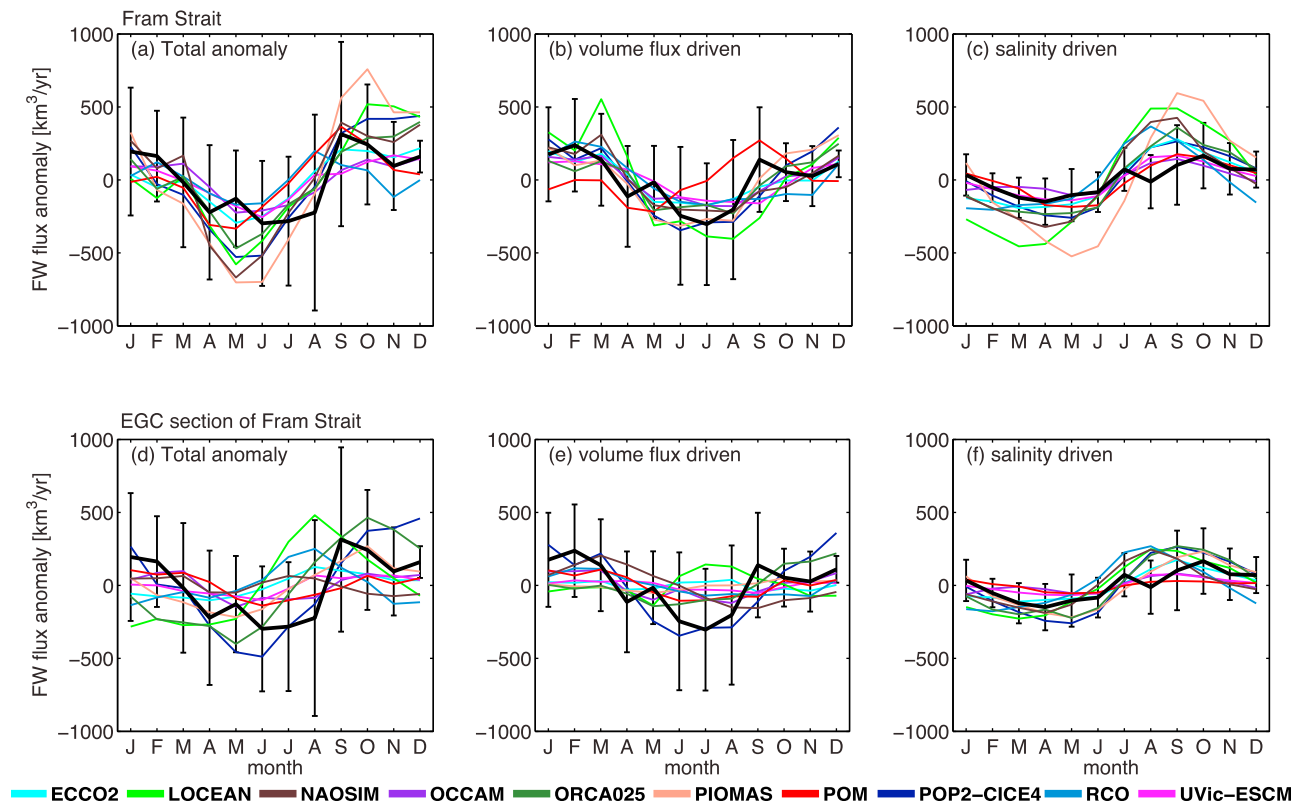 Fram Strait
(a) Total anomaly
(b) volume flux driven
(c) salinity driven
FW flux anomaly [km³/yr)
1000
500
0
−500
−1000
J F M A M J J A S O N D
1000
500
0
−500
−1000
J F M A M J J A S O N D
1000
500
0
−500
−1000
J F M A M J J A S O N D
EGC section of Fram Strait
(d) Total anomaly
(e) volume flux driven
(f) salinity driven
FW flux anomaly [km³/yr]
1000
500
0
−500
−1000
J F M A M J J A S O N D
month
1000
500
0
−500
−1000
J F M A M J J A S O N D
month
1000
500
0
−500
−1000
J F M A M J J A S O N D
month
ECCO2 LOCEAN NAOSIM OCCAM ORCA025 PIOMAS POM POP2−CICE4 RCO UVic−ESCM